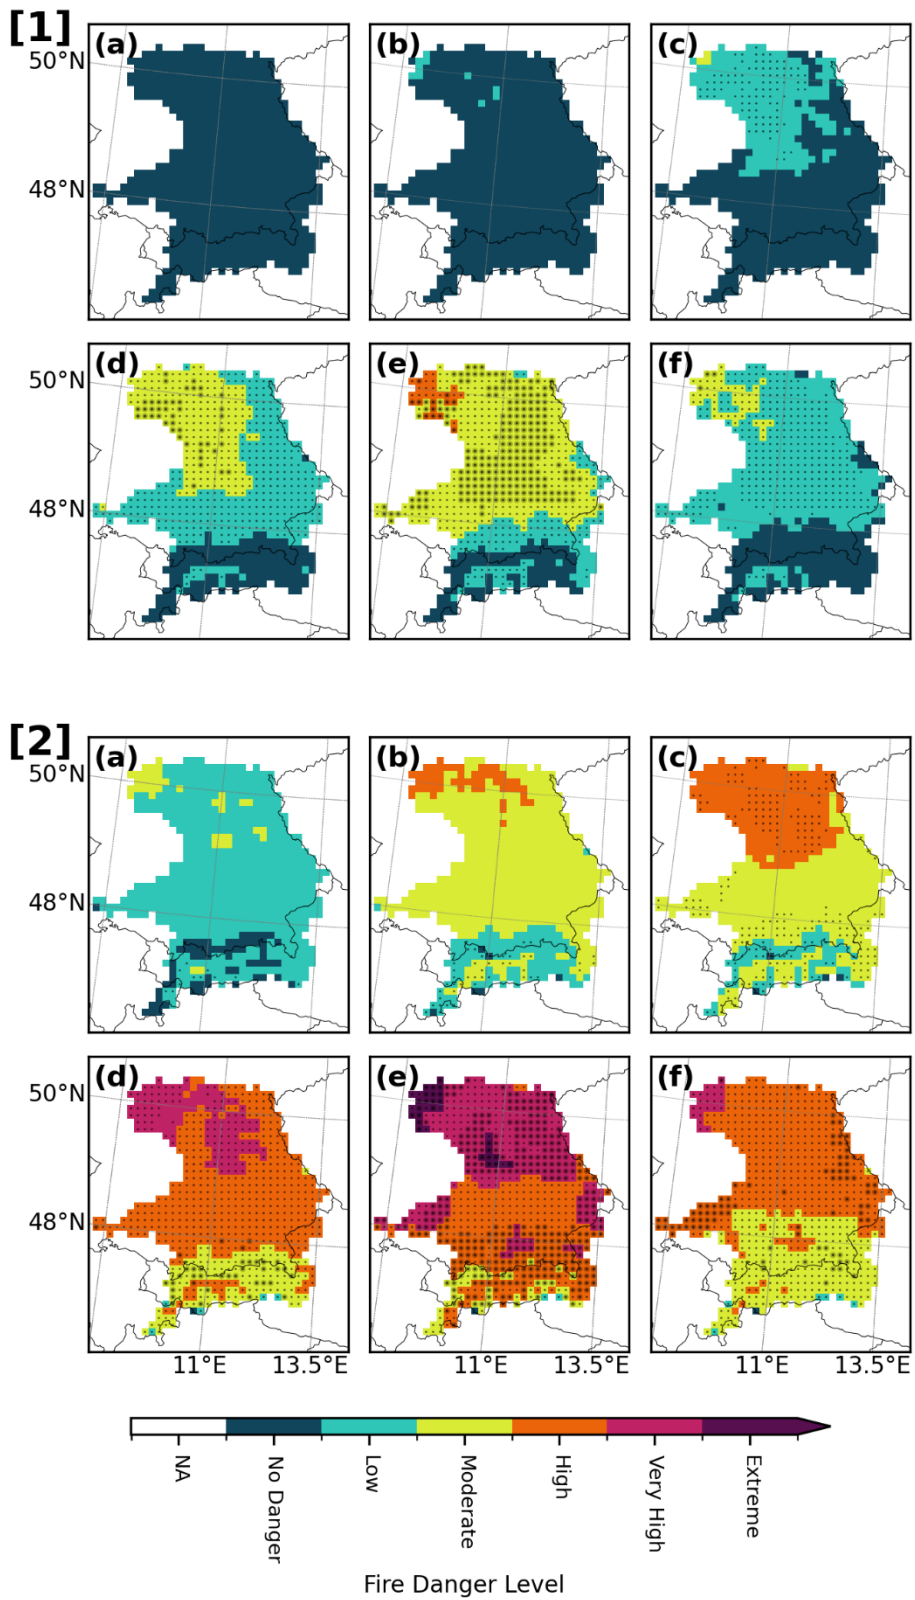 [1]
(a) (b) (c)
50°N
48°N
(d) (e) (f)
50°N
48°N
[2]
(a) (b) (c)
50°N
48°N
(d) (e) (f)
50°N
48°N
11°E 13.5°E 11°E 13.5°E 11°E 13.5°E
NA
No Danger
Low
Moderate
High
Very High
Extreme
Fire Danger Level